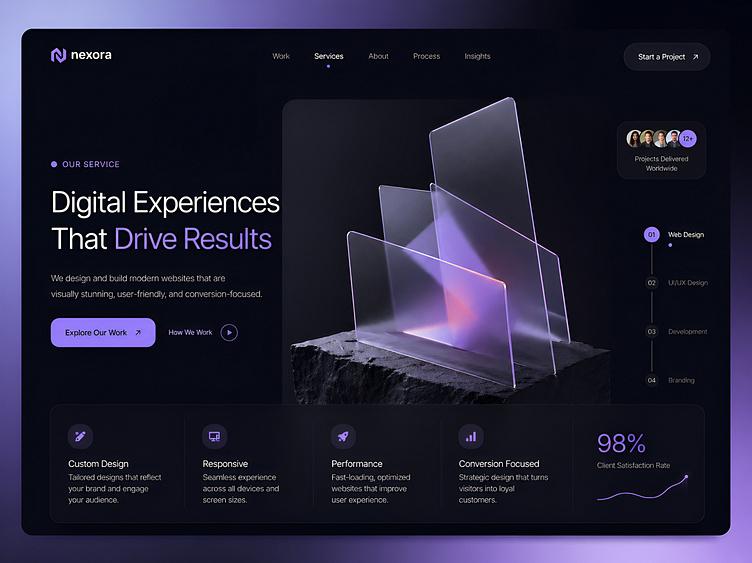 nexora
Work
Services
About
Process
Insights
Start a Project
12+
Projects Delivered
Worldwide
OUR SERVICE
Digital Experiences
That Drive Results
We design and build modern websites that are
visually stunning, user-friendly, and conversion-focused.
Explore Our Work
How We Work
01 Web Design
02 UI/UX Design
03 Development
04 Branding
Custom Design
Tailored designs that reflect
your brand and engage
your audience.
Responsive
Seamless experience
across all devices and
screen sizes.
Performance
Fast-loading, optimized
websites that improve
user experience.
Conversion Focused
Strategic design that turns
visitors into loyal
customers.
98%
Client Satisfaction Rate